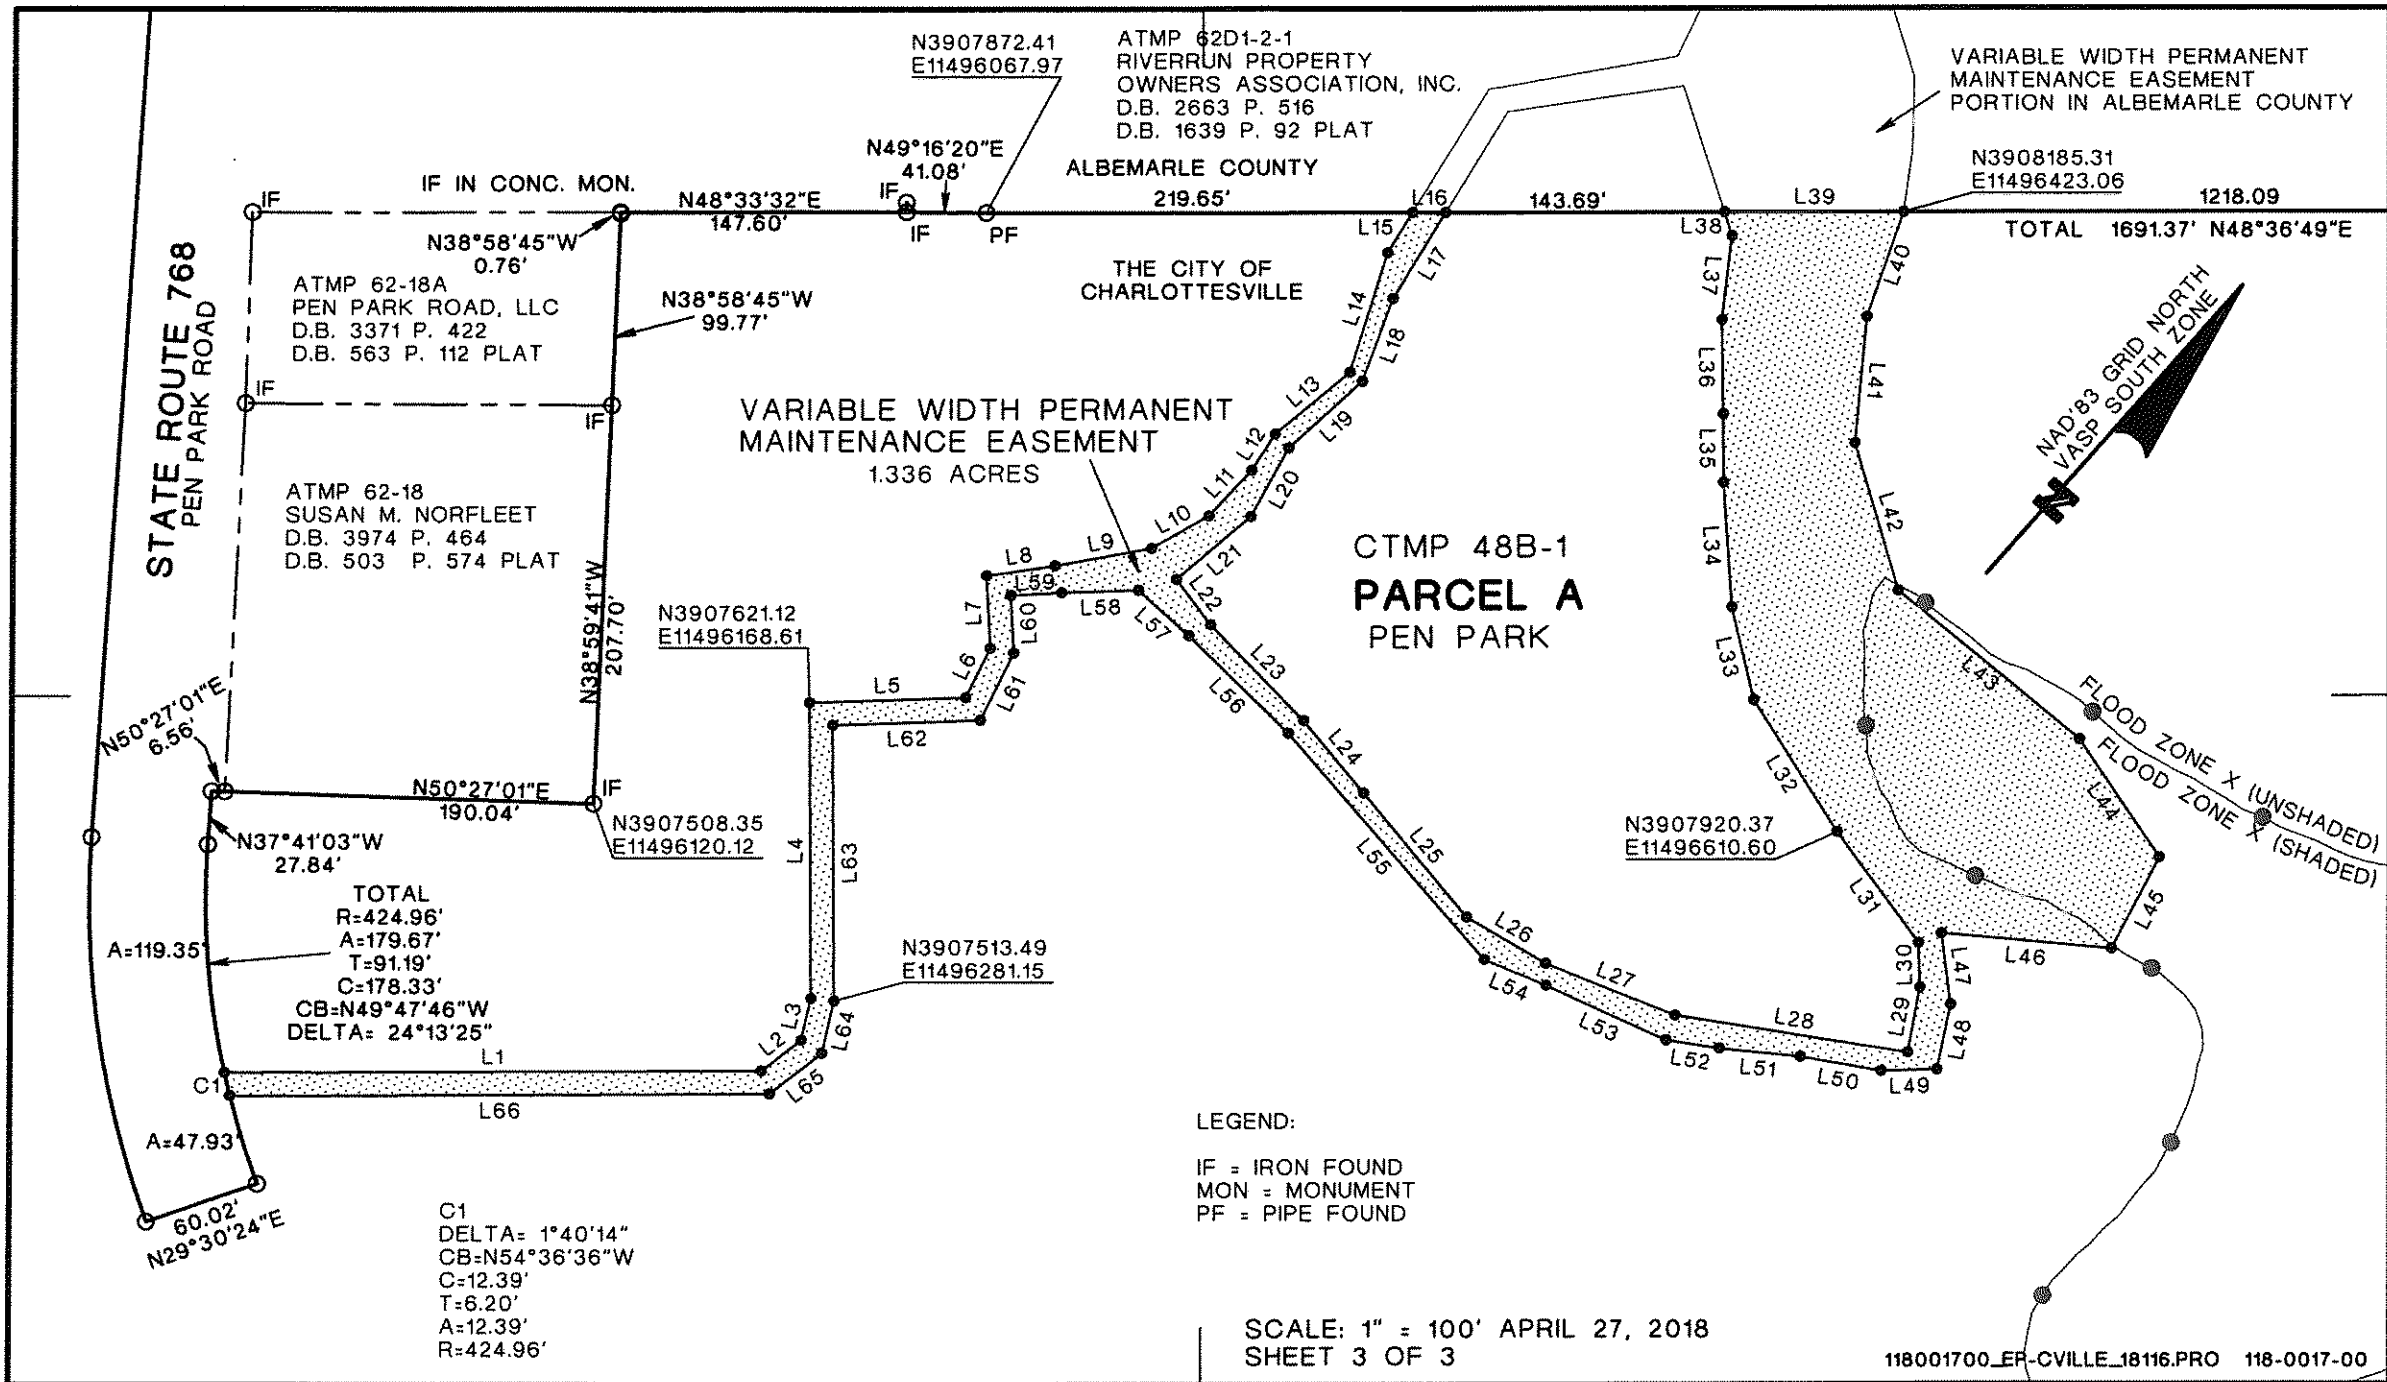 N3907872.41
E11496067.97
ATMP 62D1-2-1
RIVERRUN PROPERTY
OWNERS ASSOCIATION, INC.
D.B. 2663 P. 516
D.B. 1639 P. 92 PLAT
VARIABLE WIDTH PERMANENT
MAINTENANCE EASEMENT
PORTION IN ALBEMARLE COUNTY
N49°16'20"E
41.08'
ALBEMARLE COUNTY
N3908185.31
E11496423.06
IF
IF IN CONC. MON.
N48°33'32"E
147.60'
IF
IF
PF
219.65'
L16
143.69'
L39
1218.09
TOTAL 1691.37' N48°36'49"E
N38°58'45"W
0.76'
L15
L17
L38
L37
L40
STATE ROUTE 768
PEN PARK ROAD
ATMP 62-18A
PEN PARK ROAD, LLC
D.B. 3371 P. 422
D.B. 563 P. 112 PLAT
N38°58'45"W
99.77'
THE CITY OF
CHARLOTTESVILLE
L14
L18
L36
L41
NAD'83 GRID NORTH
VASP SOUTH ZONE
N
IF
IF
VARIABLE WIDTH PERMANENT
MAINTENANCE EASEMENT
1.336 ACRES
L13
L19
L12
L35
L11
L20
L42
ATMP 62-18
SUSAN M. NORFLEET
D.B. 3974 P. 464
D.B. 503 P. 574 PLAT
L10
L9
L8
L21
L34
CTMP 48B-1
PARCEL A
PEN PARK
N38°59'41"W
207.70'
N3907621.12
E11496168.61
L59
L58
L7
L60
L57
L22
L6
L61
L5
L62
L23
L56
L33
L43
FLOOD ZONE X (UNSHADED)
FLOOD ZONE X (SHADED)
N50°27'01"E
6.56'
N50°27'01"E
190.04'
IF
N3907508.35
E11496120.12
L24
L32
L44
N37°41'03"W
27.84'
L4
L63
L25
L55
N3907920.37
E11496610.60
L31
L45
TOTAL
R=424.96'
A=179.67'
T=91.19'
C=178.33'
CB=N49°47'46"W
DELTA= 24°13'25"
A=119.35'
N3907513.49
E11496281.15
L26
L54
L27
L30
L47
L46
L3
L64
L53
L28
L29
L48
L1
L2
L65
L52
L51
L50
L49
C1
L66
A=47.93'
60.02'
N29°30'24"E
LEGEND:
IF = IRON FOUND
MON = MONUMENT
PF = PIPE FOUND
C1
DELTA= 1°40'14"
CB=N54°36'36"W
C=12.39'
T=6.20'
A=12.39'
R=424.96'
SCALE: 1" = 100' APRIL 27, 2018
SHEET 3 OF 3
118001700_EP-CVILLE_18116.PRO 118-0017-00